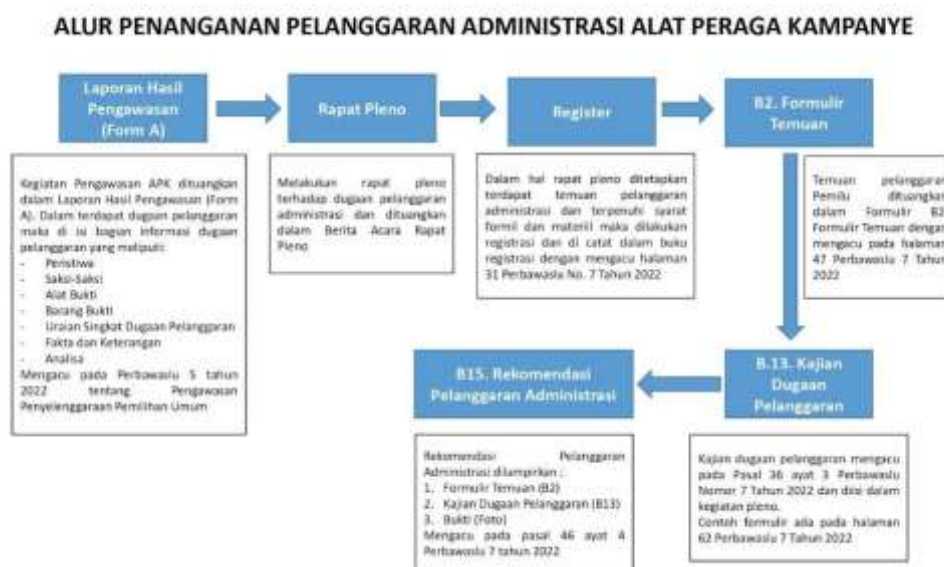 ALUR PENANGANAN PELANGGARAN ADMINISTRASI ALAT PERAGA KAMPANYE
Laporan Hasil
Pengawasan
(Form A)
Kegiatan Pengawasan APK dituangkan
dalam Laporan Hasil Pengawasan (Form
A). Dalam terdapat dugaan pelanggaran
maka di isi bagian informasi dugaan
pelanggaran yang meliputi:
- Peristiwa
- Saksi-Saksi
- Alat Bukti
- Barang Bukti
- Uraian Singkat Dugaan Pelanggaran
- Fakta dan Keterangan
- Analisa
Mengacu pada Perbawaslu 5 tahun
2022 tentang Pengawasan
Penyelenggaraan Pemilihan Umum
Rapat Pleno
Melakukan rapat pleno
terhadap dugaan pelanggaran
administrasi dan dituangkan
dalam Berita Acara Rapat
Pleno
Register
Dalam hal rapat pleno ditetapkan
terdapat temuan pelanggaran
administrasi dan terpenuhi syarat
formil dan materiil maka dilakukan
registrasi dan di catat dalam buku
registrasi dengan mengacu halaman
31 Perbawaslu No. 7 Tahun 2022
B2. Formulir
Temuan
Temuan pelanggaran
Pemilu dituangkan
dalam Formulir B2
Formulir Temuan dengan
mengacu pada halaman
47 Perbawaslu 7 Tahun
2022
B.13. Kajian
Dugaan
Pelanggaran
Kajian dugaan pelanggaran mengacu
pada Pasal 36 ayat 3 Perbawaslu
Nomor 7 Tahun 2022 dan diisi dalam
kegiatan pleno.
Contoh formulir ada pada halaman
62 Perbawaslu 7 Tahun 2022
B15. Rekomendasi
Pelanggaran Administrasi
Rekomendasi Pelanggaran
Administrasi dilampirkan :
1. Formulir Temuan (B2)
2. Kajian Dugaan Pelanggaran (B13)
3. Bukti (Foto)
Mengacu pada pasal 46 ayat 4
Perbawaslu 7 tahun 2022